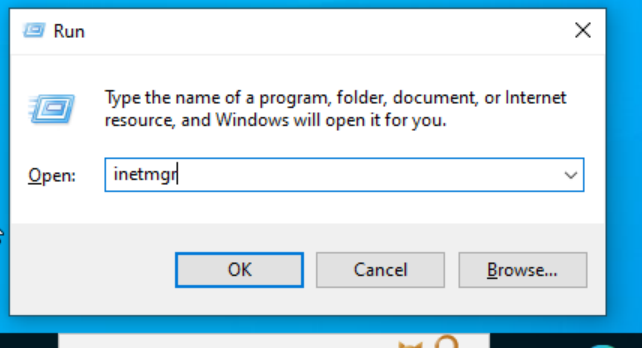 Run
Type the name of a program, folder, document, or Internet
resource, and Windows will open it for you.
Open:
inetmgr
OK
Cancel
Browse...